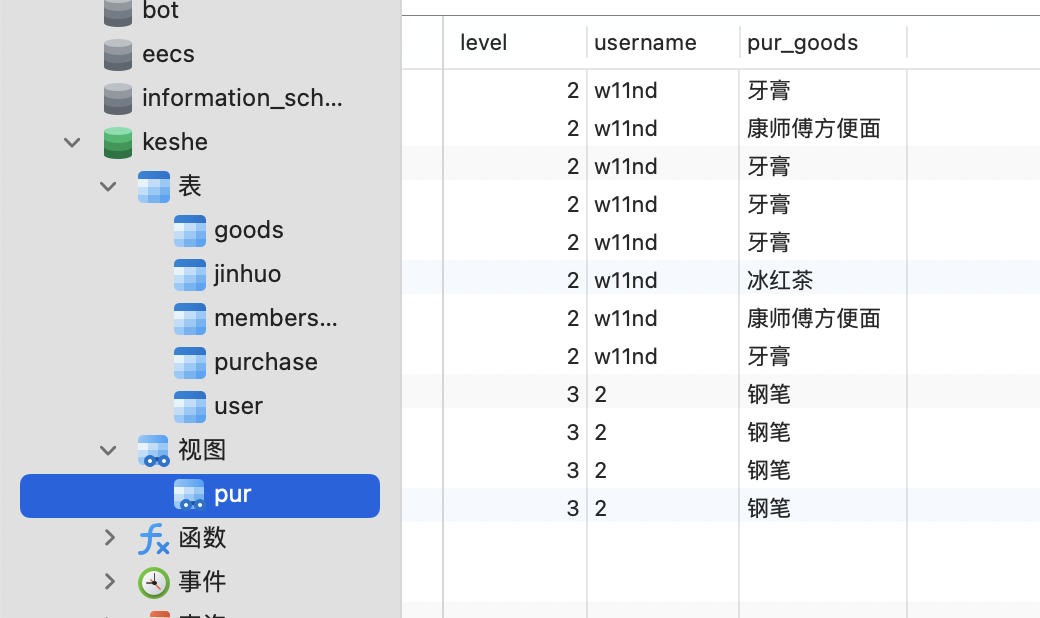 bot
eecs
information_sch...
keshe
表
goods
jinhuo
members...
purchase
user
视图
pur
函数
事件
level username pur_goods
2 w11nd 牙膏
2 w11nd 康师傅方便面
2 w11nd 牙膏
2 w11nd 牙膏
2 w11nd 牙膏
2 w11nd 冰红茶
2 w11nd 康师傅方便面
2 w11nd 牙膏
3 2 钢笔
3 2 钢笔
3 2 钢笔
3 2 钢笔